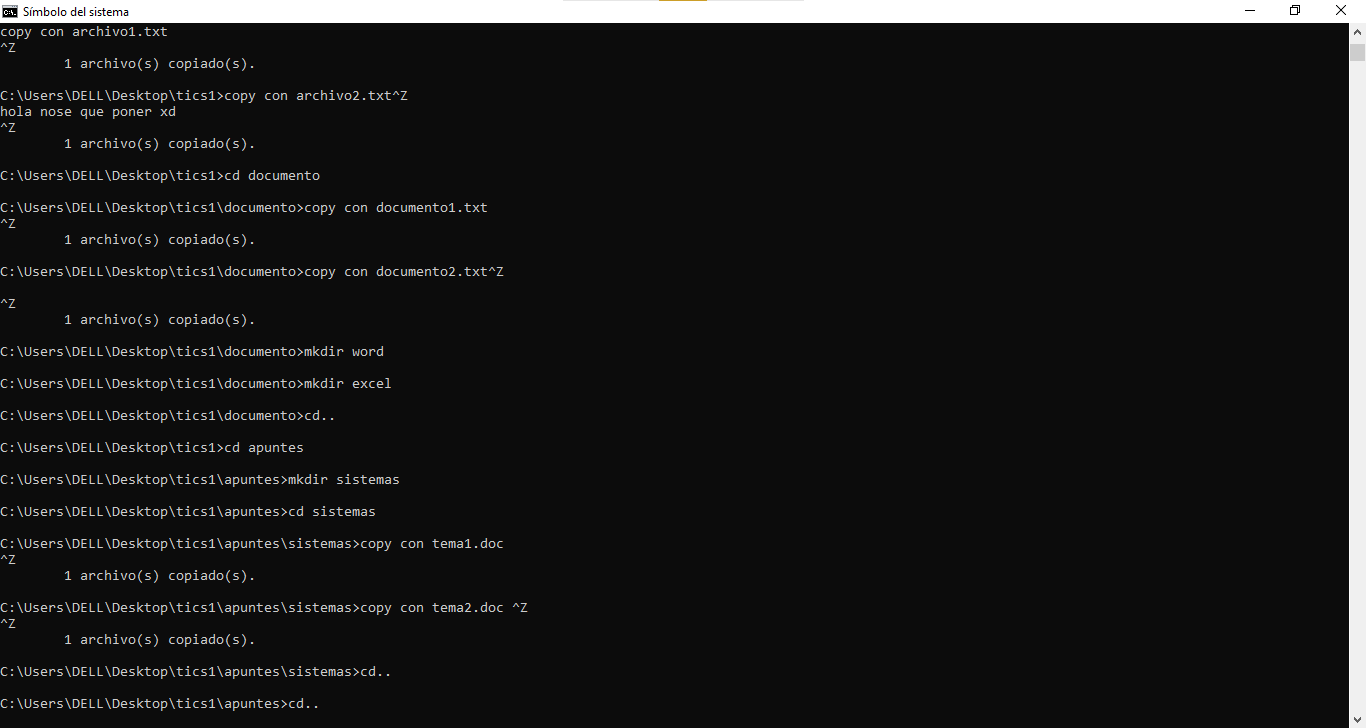 Símbolo del sistema
copy con archivo1.txt
^Z
        1 archivo(s) copiado(s).
C:\Users\DELL\Desktop\tics1>copy con archivo2.txt^Z
hola nose que poner xd
^Z
        1 archivo(s) copiado(s).
C:\Users\DELL\Desktop\tics1>cd documento
C:\Users\DELL\Desktop\tics1\documento>copy con documento1.txt
^Z
        1 archivo(s) copiado(s).
C:\Users\DELL\Desktop\tics1\documento>copy con documento2.txt^Z
^Z
        1 archivo(s) copiado(s).
C:\Users\DELL\Desktop\tics1\documento>mkdir word
C:\Users\DELL\Desktop\tics1\documento>mkdir excel
C:\Users\DELL\Desktop\tics1\documento>cd..
C:\Users\DELL\Desktop\tics1>cd apuntes
C:\Users\DELL\Desktop\tics1\apuntes>mkdir sistemas
C:\Users\DELL\Desktop\tics1\apuntes>cd sistemas
C:\Users\DELL\Desktop\tics1\apuntes\sistemas>copy con tema1.doc
^Z
        1 archivo(s) copiado(s).
C:\Users\DELL\Desktop\tics1\apuntes\sistemas>copy con tema2.doc ^Z
^Z
        1 archivo(s) copiado(s).
C:\Users\DELL\Desktop\tics1\apuntes\sistemas>cd..
C:\Users\DELL\Desktop\tics1\apuntes>cd..